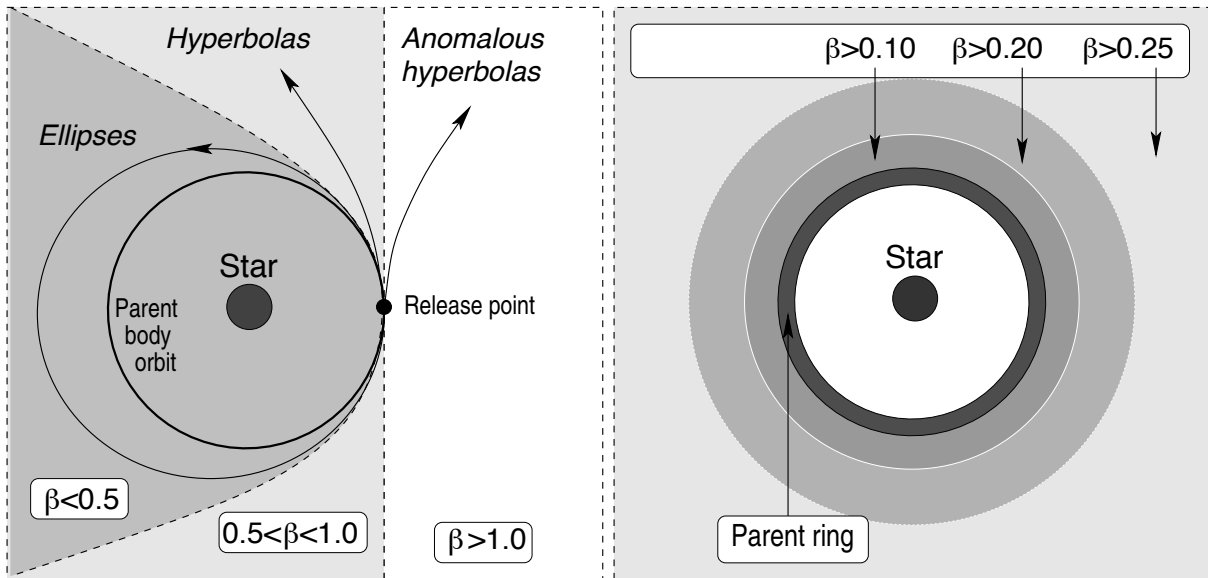 Hyperbolas
Anomalous
hyperbolas
Ellipses
Star
Parent
body
orbit
Release point
β<0.5
0.5<β<1.0
β>1.0
β>0.10
β>0.20
β>0.25
Star
Parent ring